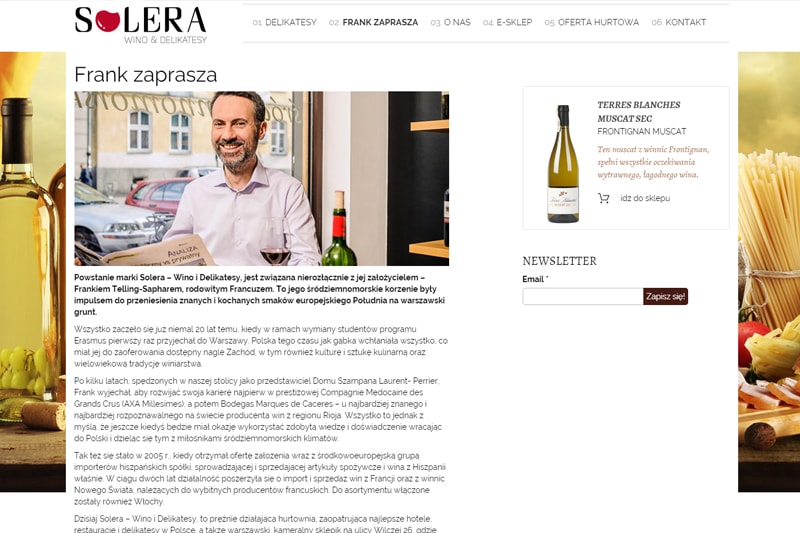 SOLERA
WINO & DELIKATESY
01. DELIKATESY 02. FRANK ZAPRASZA 03. O NAS 04. E-SKLEP 05. OFERTA HURTOWA 06. KONTAKT
Frank zaprasza
ANALIZA
vs prywatny
Powstanie marki Solera – Wino i Delikatesy, jest związana nierozłącznie z jej założycielem –
Frankiem Telling-Sapharem, rodowitym Francuzem. To jego śródziemnomorskie korzenie były
impulsem do przeniesienia znanych i kochanych smaków europejskiego Południa na warszawski
grunt.
Wszystko zaczęło się już niemal 20 lat temu, kiedy w ramach wymiany studentów programu
Erasmus pierwszy raz przyjechał do Warszawy. Polska tego czasu jak gąbka wchłaniała wszystko, co
miał jej do zaoferowania dostępny nagle Zachód, w tym również kulturę i sztukę kulinarną oraz
wielowiekową tradycję winiarstwa.
Po kilku latach, spędzonych w naszej stolicy jako przedstawiciel Domu Szampana Laurent- Perrier,
Frank wyjechał, aby rozwijać swoją karierę najpierw w prestiżowej Compagnie Medocaine des
Grands Crus (AXA Millesimes), a potem Bodegas Marques de Caceres – u najbardziej znanego i
najbardziej rozpoznawalnego na świecie producenta win z regionu Rioja. Wszystko to jednak z
myślą, że jeszcze kiedyś będzie miał okazję wykorzystać zdobytą wiedzę i doświadczenie wracając
do Polski i dzieląc się tym z miłośnikami śródziemnomorskich klimatów.
Tak też się stało w 2005 r., kiedy otrzymał ofertę założenia wraz z środkowoeuropejską grupą
importerów hiszpańskich spółki, sprowadzającej i sprzedającej artykuły spożywcze i wina z Hiszpanii
właśnie. W ciągu dwóch lat działalność poszerzyła się o import i sprzedaż win z Francji oraz z winnic
Nowego Świata, należących do wybitnych producentów francuskich. Do asortymentu włączone
zostały również Włochy.
Dzisiaj Solera – Wino i Delikatesy, to prężnie działająca hurtownia, zaopatrująca najlepsze hotele,
restauracje i delikatesy w Polsce, a także warszawski, kameralny sklepik na ulicy Wilczej 26, gdzie
TERRES BLANCHES
MUSCAT SEC
FRONTIGNAN MUSCAT
Ten muscat z winnic Frontignan,
spełni wszystkie oczekiwania
wytrawnego, łagodnego wina.
idź do sklepu
NEWSLETTER
Email *
Zapisz się!